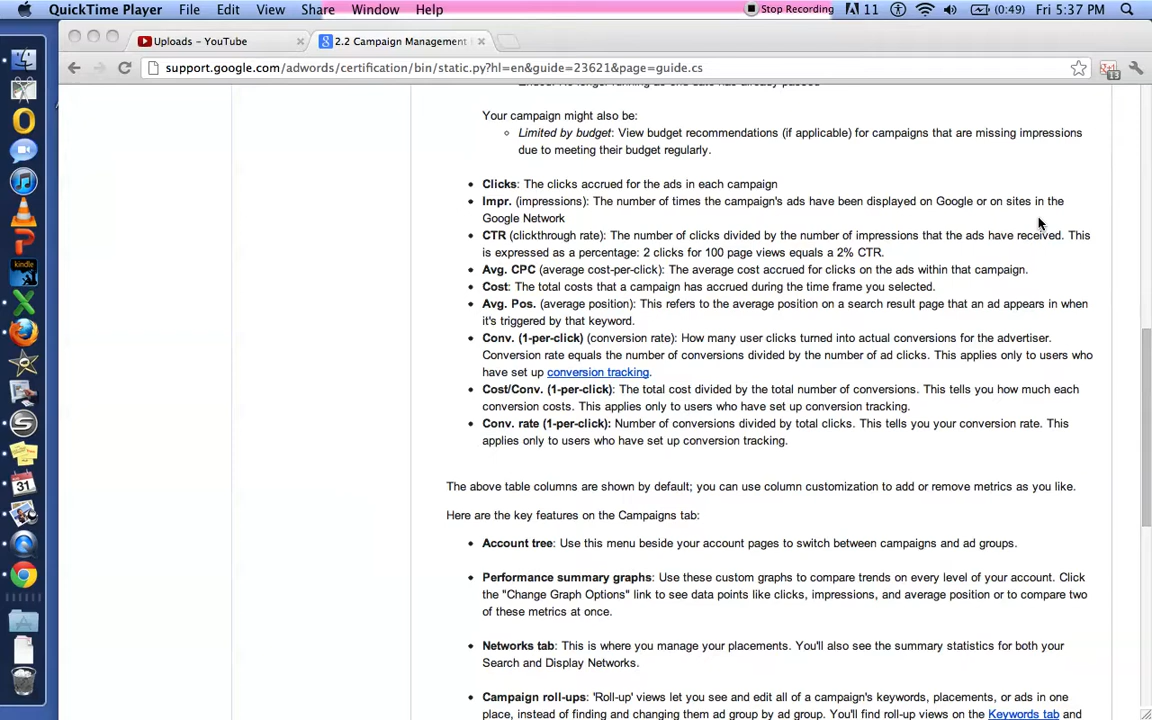 QuickTime Player File Edit View Share Window Help Stop Recording 11 (0:49) Fri 5:37 PM
Uploads - YouTube 2.2 Campaign Management
support.google.com/adwords/certification/bin/static.py?hl=en&guide=23621&page=guide.cs 13
Your campaign might also be:
Limited by budget: View budget recommendations (if applicable) for campaigns that are missing impressions
due to meeting their budget regularly.
Clicks: The clicks accrued for the ads in each campaign
Impr. (impressions): The number of times the campaign's ads have been displayed on Google or on sites in the
Google Network
CTR (clickthrough rate): The number of clicks divided by the number of impressions that the ads have received. This
is expressed as a percentage: 2 clicks for 100 page views equals a 2% CTR.
Avg. CPC (average cost-per-click): The average cost accrued for clicks on the ads within that campaign.
Cost: The total costs that a campaign has accrued during the time frame you selected.
Avg. Pos. (average position): This refers to the average position on a search result page that an ad appears in when
it's triggered by that keyword.
Conv. (1-per-click) (conversion rate): How many user clicks turned into actual conversions for the advertiser.
Conversion rate equals the number of conversions divided by the number of ad clicks. This applies only to users who
have set up conversion tracking.
Cost/Conv. (1-per-click): The total cost divided by the total number of conversions. This tells you how much each
conversion costs. This applies only to users who have set up conversion tracking.
Conv. rate (1-per-click): Number of conversions divided by total clicks. This tells you your conversion rate. This
applies only to users who have set up conversion tracking.
The above table columns are shown by default; you can use column customization to add or remove metrics as you like.
Here are the key features on the Campaigns tab:
Account tree: Use this menu beside your account pages to switch between campaigns and ad groups.
Performance summary graphs: Use these custom graphs to compare trends on every level of your account. Click
the "Change Graph Options" link to see data points like clicks, impressions, and average position or to compare two
of these metrics at once.
Networks tab: This is where you manage your placements. You'll also see the summary statistics for both your
Search and Display Networks.
Campaign roll-ups: 'Roll-up' views let you see and edit all of a campaign's keywords, placements, or ads in one
place, instead of finding and changing them ad group by ad group. You'll find roll-up views on the Keywords tab and